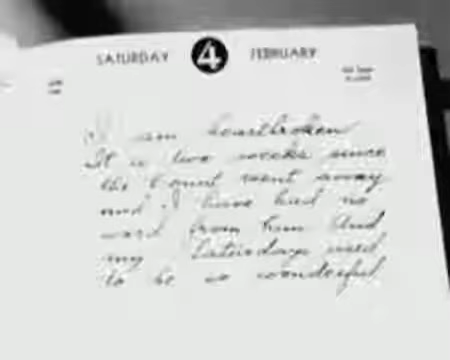 SATURDAY 4 FEBRUARY
I am heartbroken
It is two weeks since
the Count went away
and I have had no
word from him And
my Saturdays used
to be so wonderful